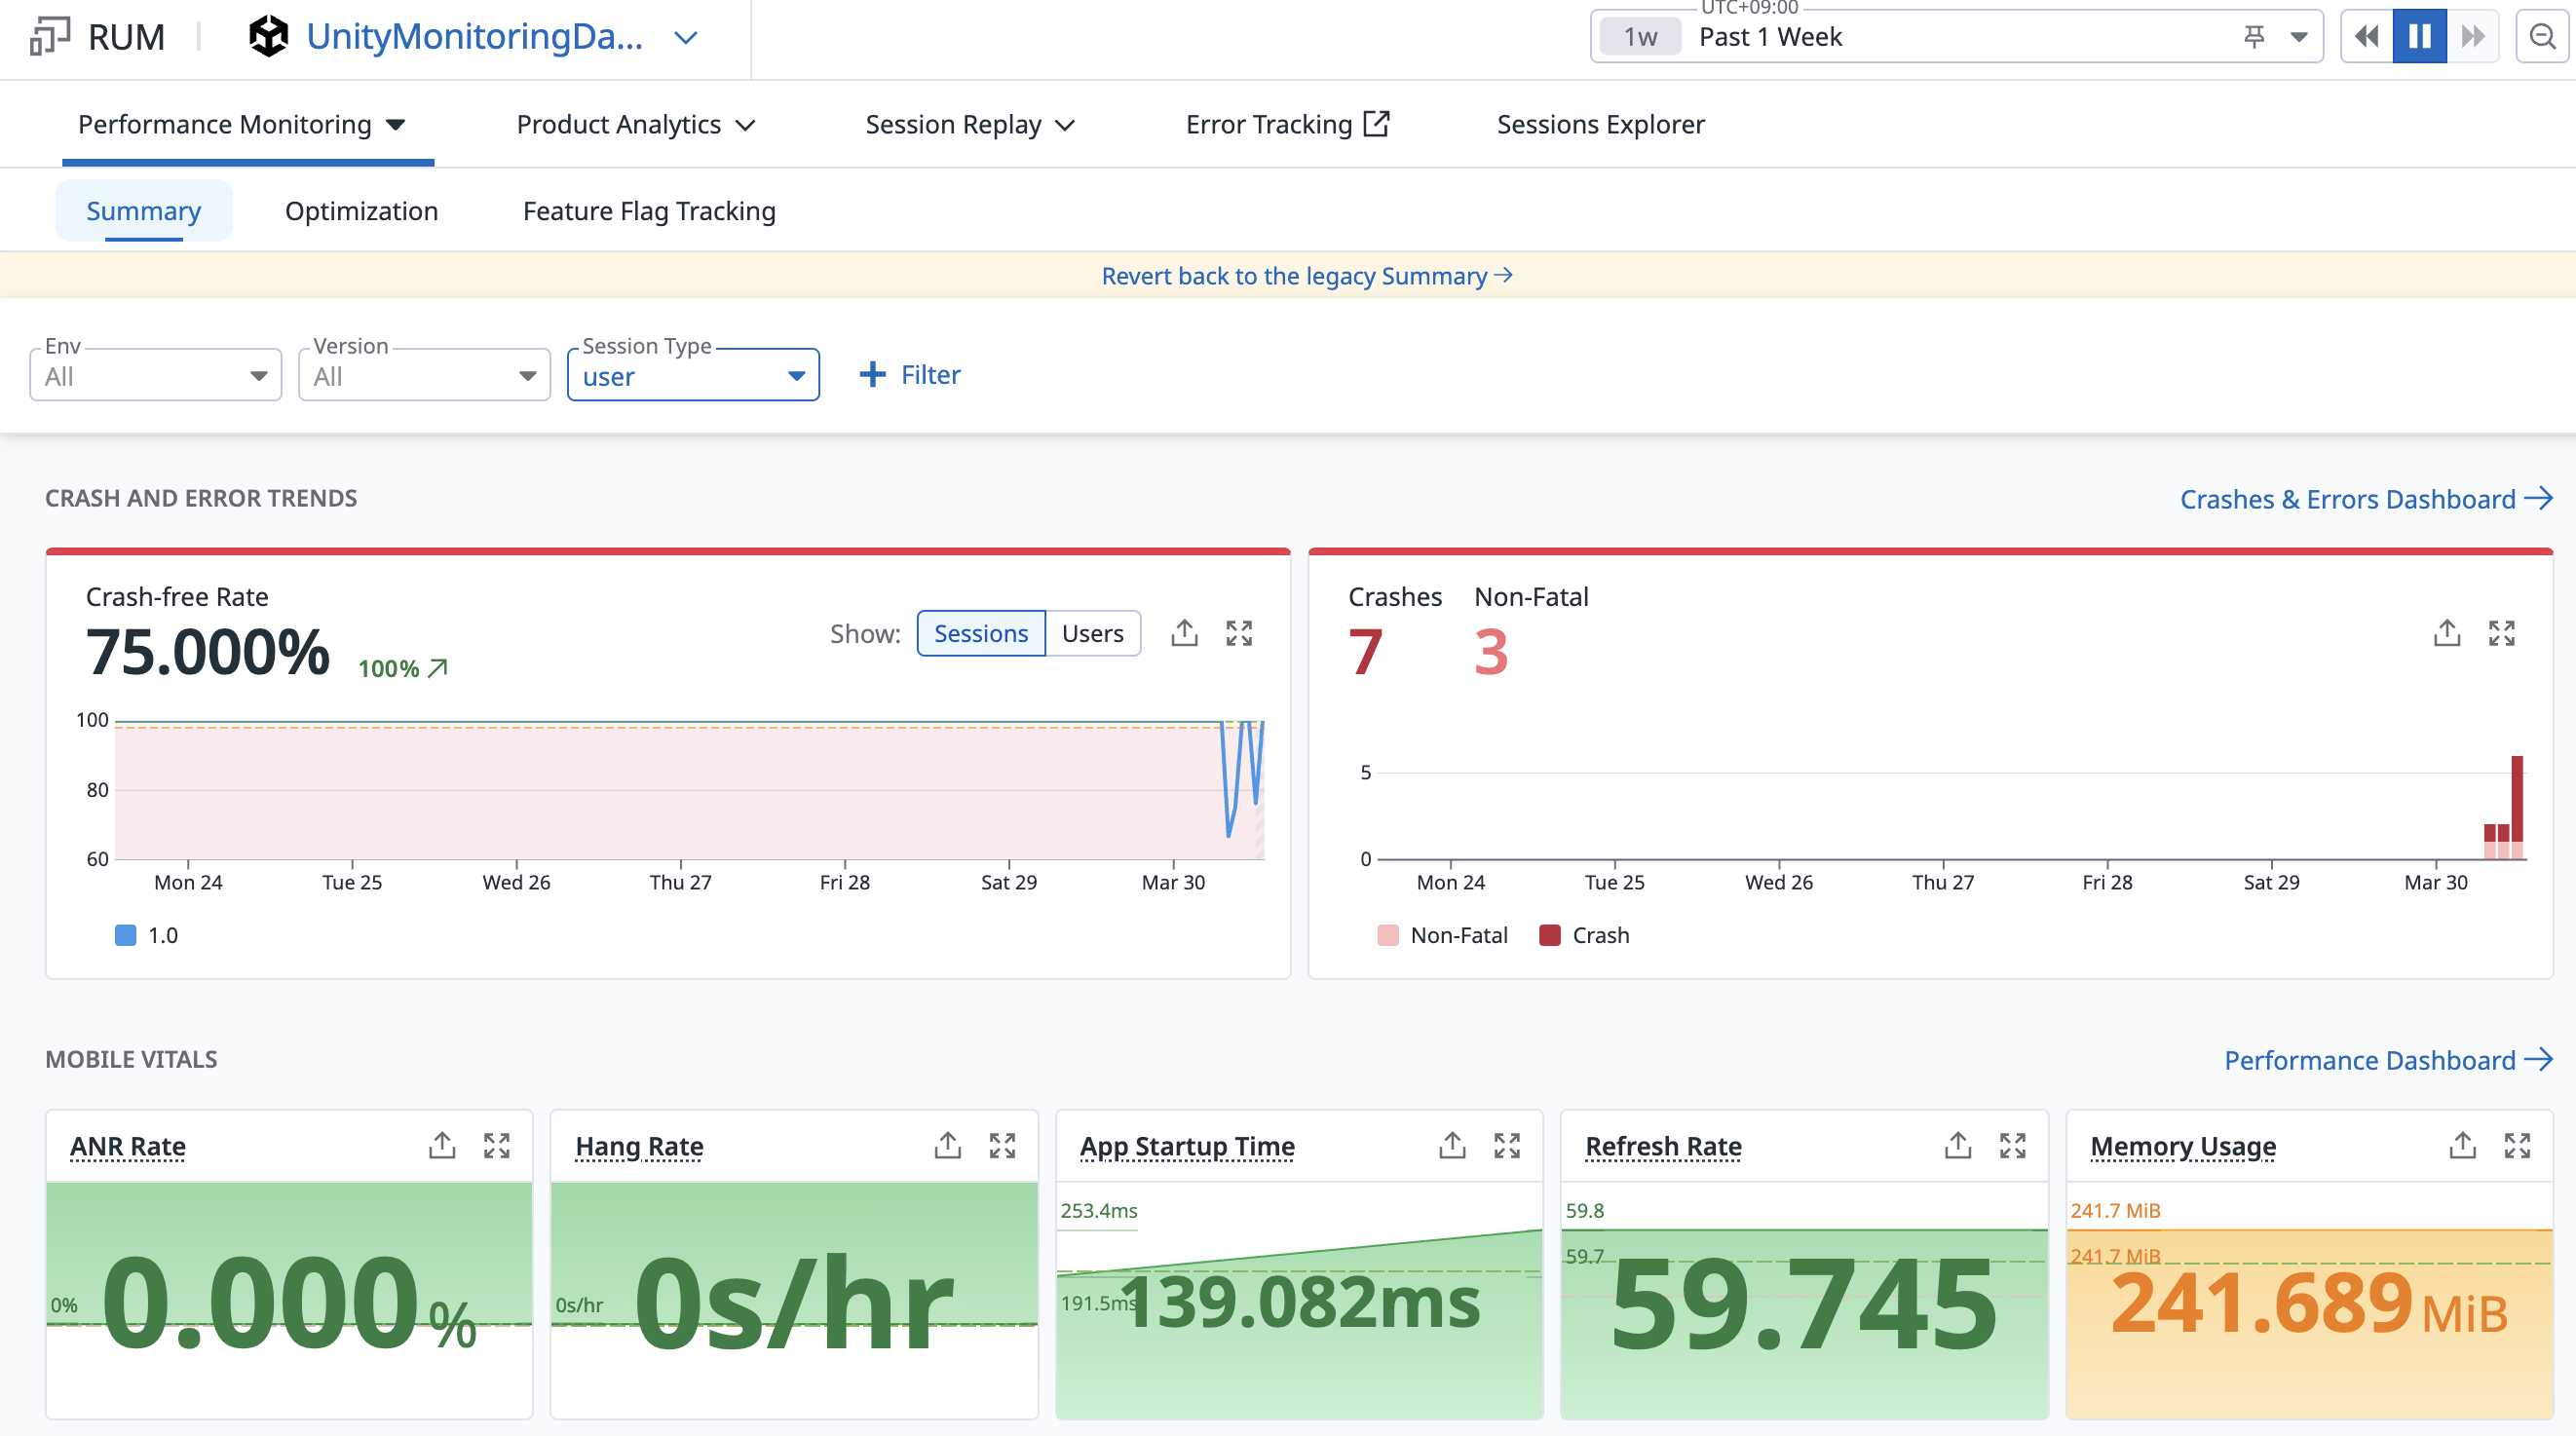 RUM
UnityMonitoringDa...
UTC+09:00
1w Past 1 Week
Performance Monitoring
Product Analytics
Session Replay
Error Tracking
Sessions Explorer
Summary
Optimization
Feature Flag Tracking
Revert back to the legacy Summary →
Env
All
Version
All
Session Type
user
+ Filter
CRASH AND ERROR TRENDS
Crashes & Errors Dashboard →
Crash-free Rate
75.000% 100% ↗
Show: Sessions Users
100
80
60
Mon 24 Tue 25 Wed 26 Thu 27 Fri 28 Sat 29 Mar 30
1.0
Crashes Non-Fatal
7 3
5
0
Mon 24 Tue 25 Wed 26 Thu 27 Fri 28 Sat 29 Mar 30
Non-Fatal Crash
MOBILE VITALS
Performance Dashboard →
ANR Rate
0%
0.000%
Hang Rate
0s/hr
0s/hr
App Startup Time
253.4ms
191.5ms
139.082ms
Refresh Rate
59.8
59.7
59.745
Memory Usage
241.7 MiB
241.7 MiB
241.689 MiB